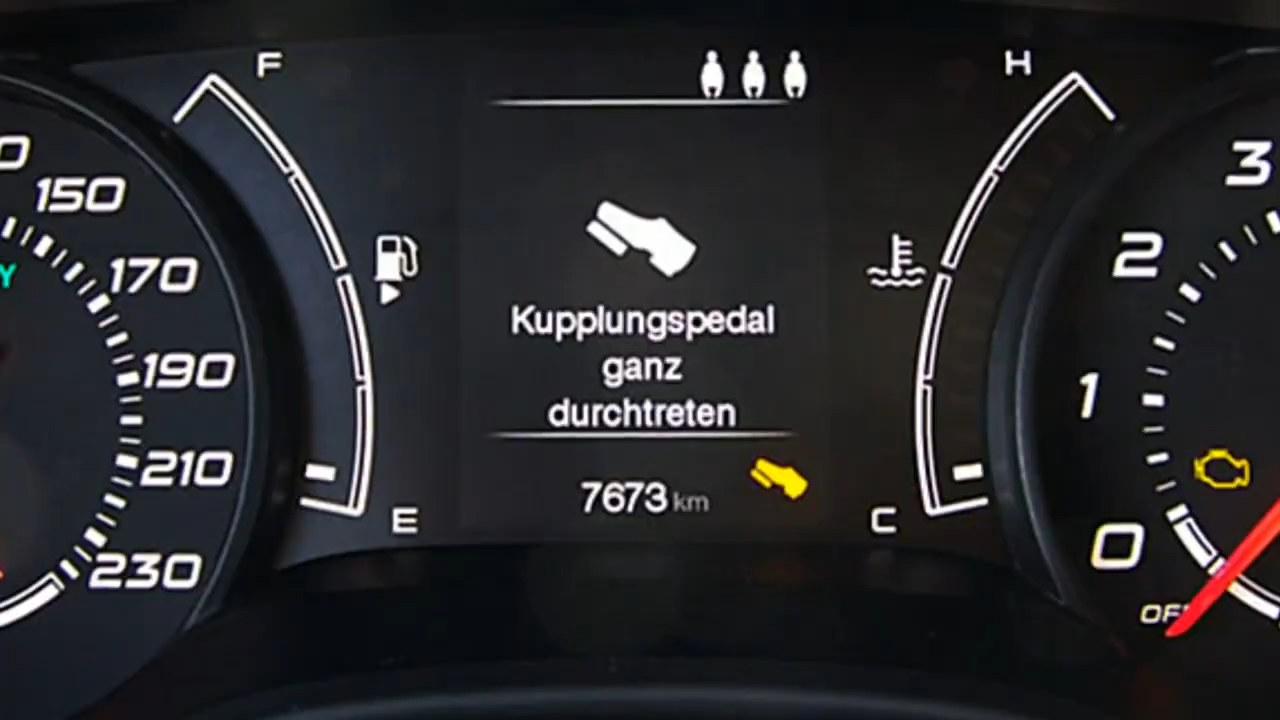 F
H
150
170
190
210
230
E
Kupplungspedal
ganz
durchtreten
7673 km
C
3
2
1
0